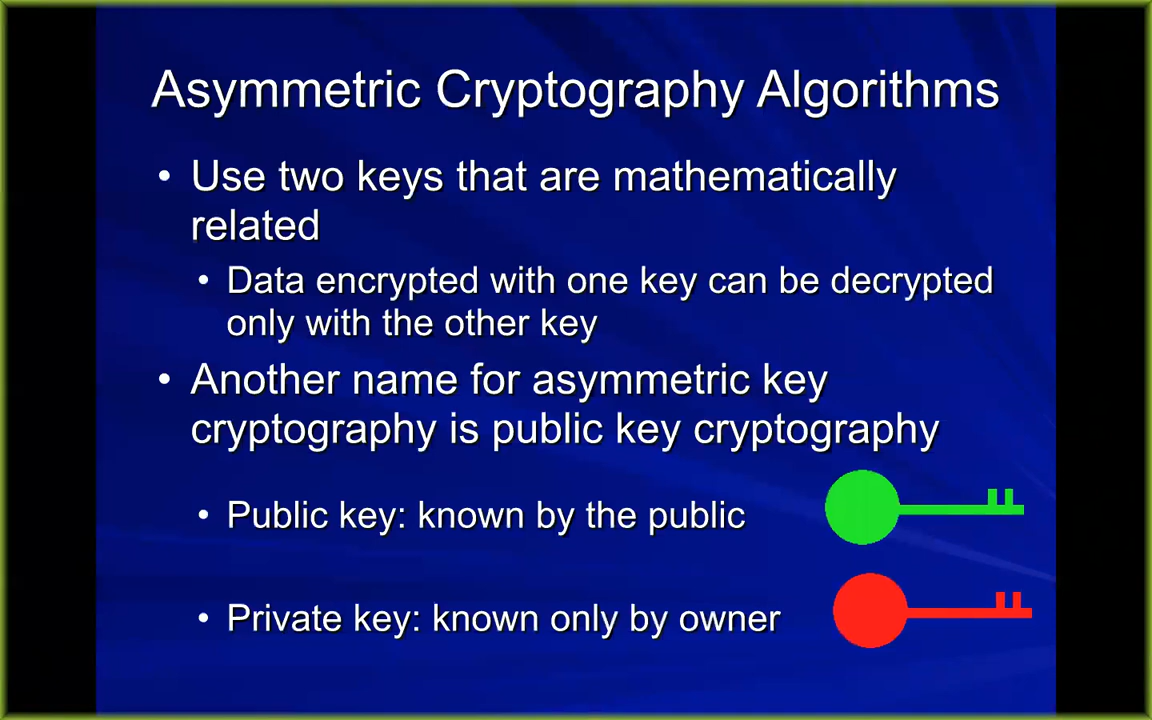 Asymmetric Cryptography Algorithms
• Use two keys that are mathematically
related
• Data encrypted with one key can be decrypted
only with the other key
• Another name for asymmetric key
cryptography is public key cryptography
• Public key: known by the public
• Private key: known only by owner